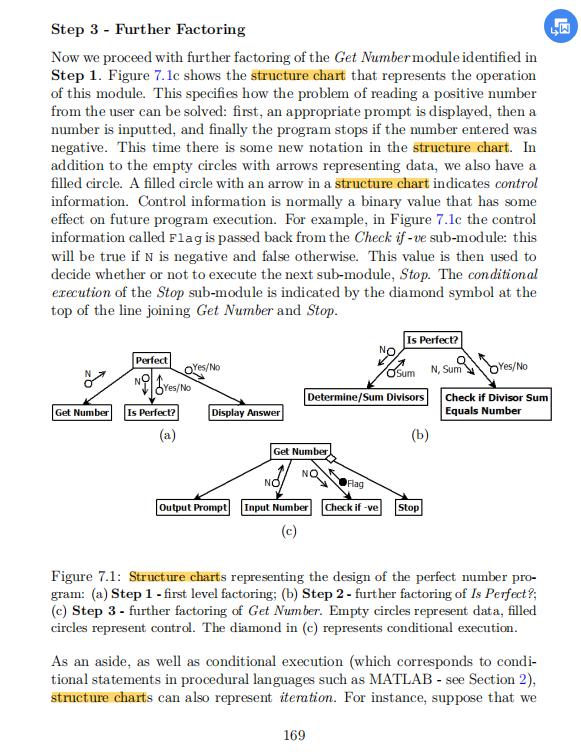 Step 3 - Further Factoring
Now we proceed with further factoring of the Get Number module identified in
Step 1. Figure 7.1c shows the structure chart that represents the operation
of this module. This specifies how the problem of reading a positive number
from the user can be solved: first, an appropriate prompt is displayed, then a
number is inputted, and finally the program stops if the number entered was
negative. This time there is some new notation in the structure chart. In
addition to the empty circles with arrows representing data, we also have a
filled circle. A filled circle with an arrow in a structure chart indicates control
information. Control information is normally a binary value that has some
effect on future program execution. For example, in Figure 7.1c the control
information called Flag is passed back from the Check if -ve sub-module: this
will be true if N is negative and false otherwise. This value is then used to
decide whether or not to execute the next sub-module, Stop. The conditional
execution of the Stop sub-module is indicated by the diamond symbol at the
top of the line joining Get Number and Stop.
Perfect
N
N
Yes/No
Yes/No
Get Number
Is Perfect?
Display Answer
(a)
Is Perfect?
N
Sum
N, Sum
Yes/No
Determine/Sum Divisors
Check if Divisor Sum
Equals Number
(b)
Get Number
N
N
Flag
Output Prompt
Input Number
Check if -ve
Stop
(c)
Figure 7.1: Structure charts representing the design of the perfect number pro-
gram: (a) Step 1 - first level factoring; (b) Step 2 - further factoring of Is Perfect?;
(c) Step 3 - further factoring of Get Number. Empty circles represent data, filled
circles represent control. The diamond in (c) represents conditional execution.
As an aside, as well as conditional execution (which corresponds to condi-
tional statements in procedural languages such as MATLAB - see Section 2),
structure charts can also represent iteration. For instance, suppose that we
169